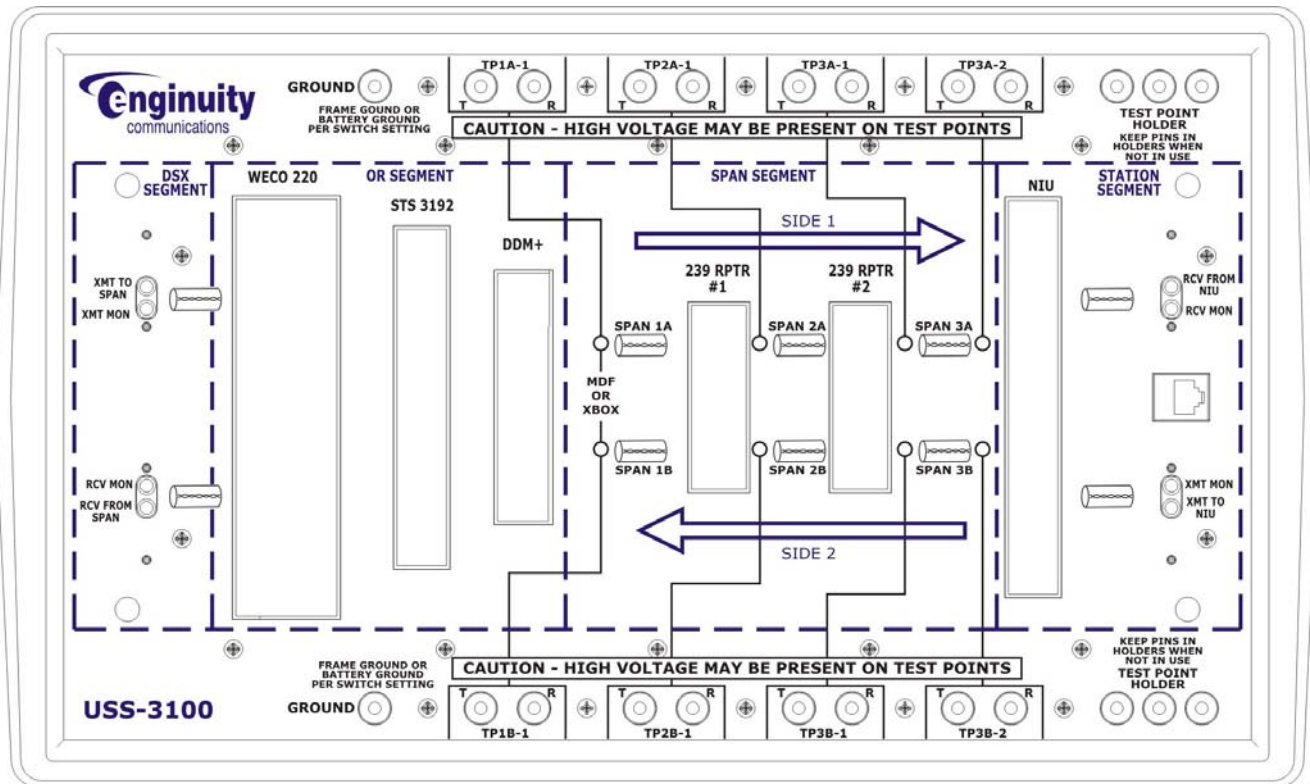 enginuity
communications
GROUND
FRAME GOUND OR
BATTERY GROUND
PER SWITCH SETTING
TP1A-1
T R
TP2A-1
T R
TP3A-1
T R
TP3A-2
T R
TEST POINT
HOLDER
KEEP PINS IN
HOLDERS WHEN
NOT IN USE
CAUTION - HIGH VOLTAGE MAY BE PRESENT ON TEST POINTS
DSX
SEGMENT
WECO 220
OR SEGMENT
STS 3192
DDM+
SPAN SEGMENT
SIDE 1
239 RPTR
#1
239 RPTR
#2
NIU
STATION
SEGMENT
XMT TO
SPAN
XMT MON
SPAN 1A
SPAN 2A
SPAN 3A
RCV FROM
NIU
RCV MON
MDF
OR
XBOX
SPAN 1B
SPAN 2B
SPAN 3B
RCV MON
RCV FROM
SPAN
XMT MON
XMT TO
NIU
SIDE 2
FRAME GROUND OR
BATTERY GROUND
PER SWITCH SETTING
CAUTION - HIGH VOLTAGE MAY BE PRESENT ON TEST POINTS
KEEP PINS IN
HOLDERS WHEN
NOT IN USE
TEST POINT
HOLDER
USS-3100
GROUND
T R
TP1B-1
T R
TP2B-1
T R
TP3B-1
T R
TP3B-2